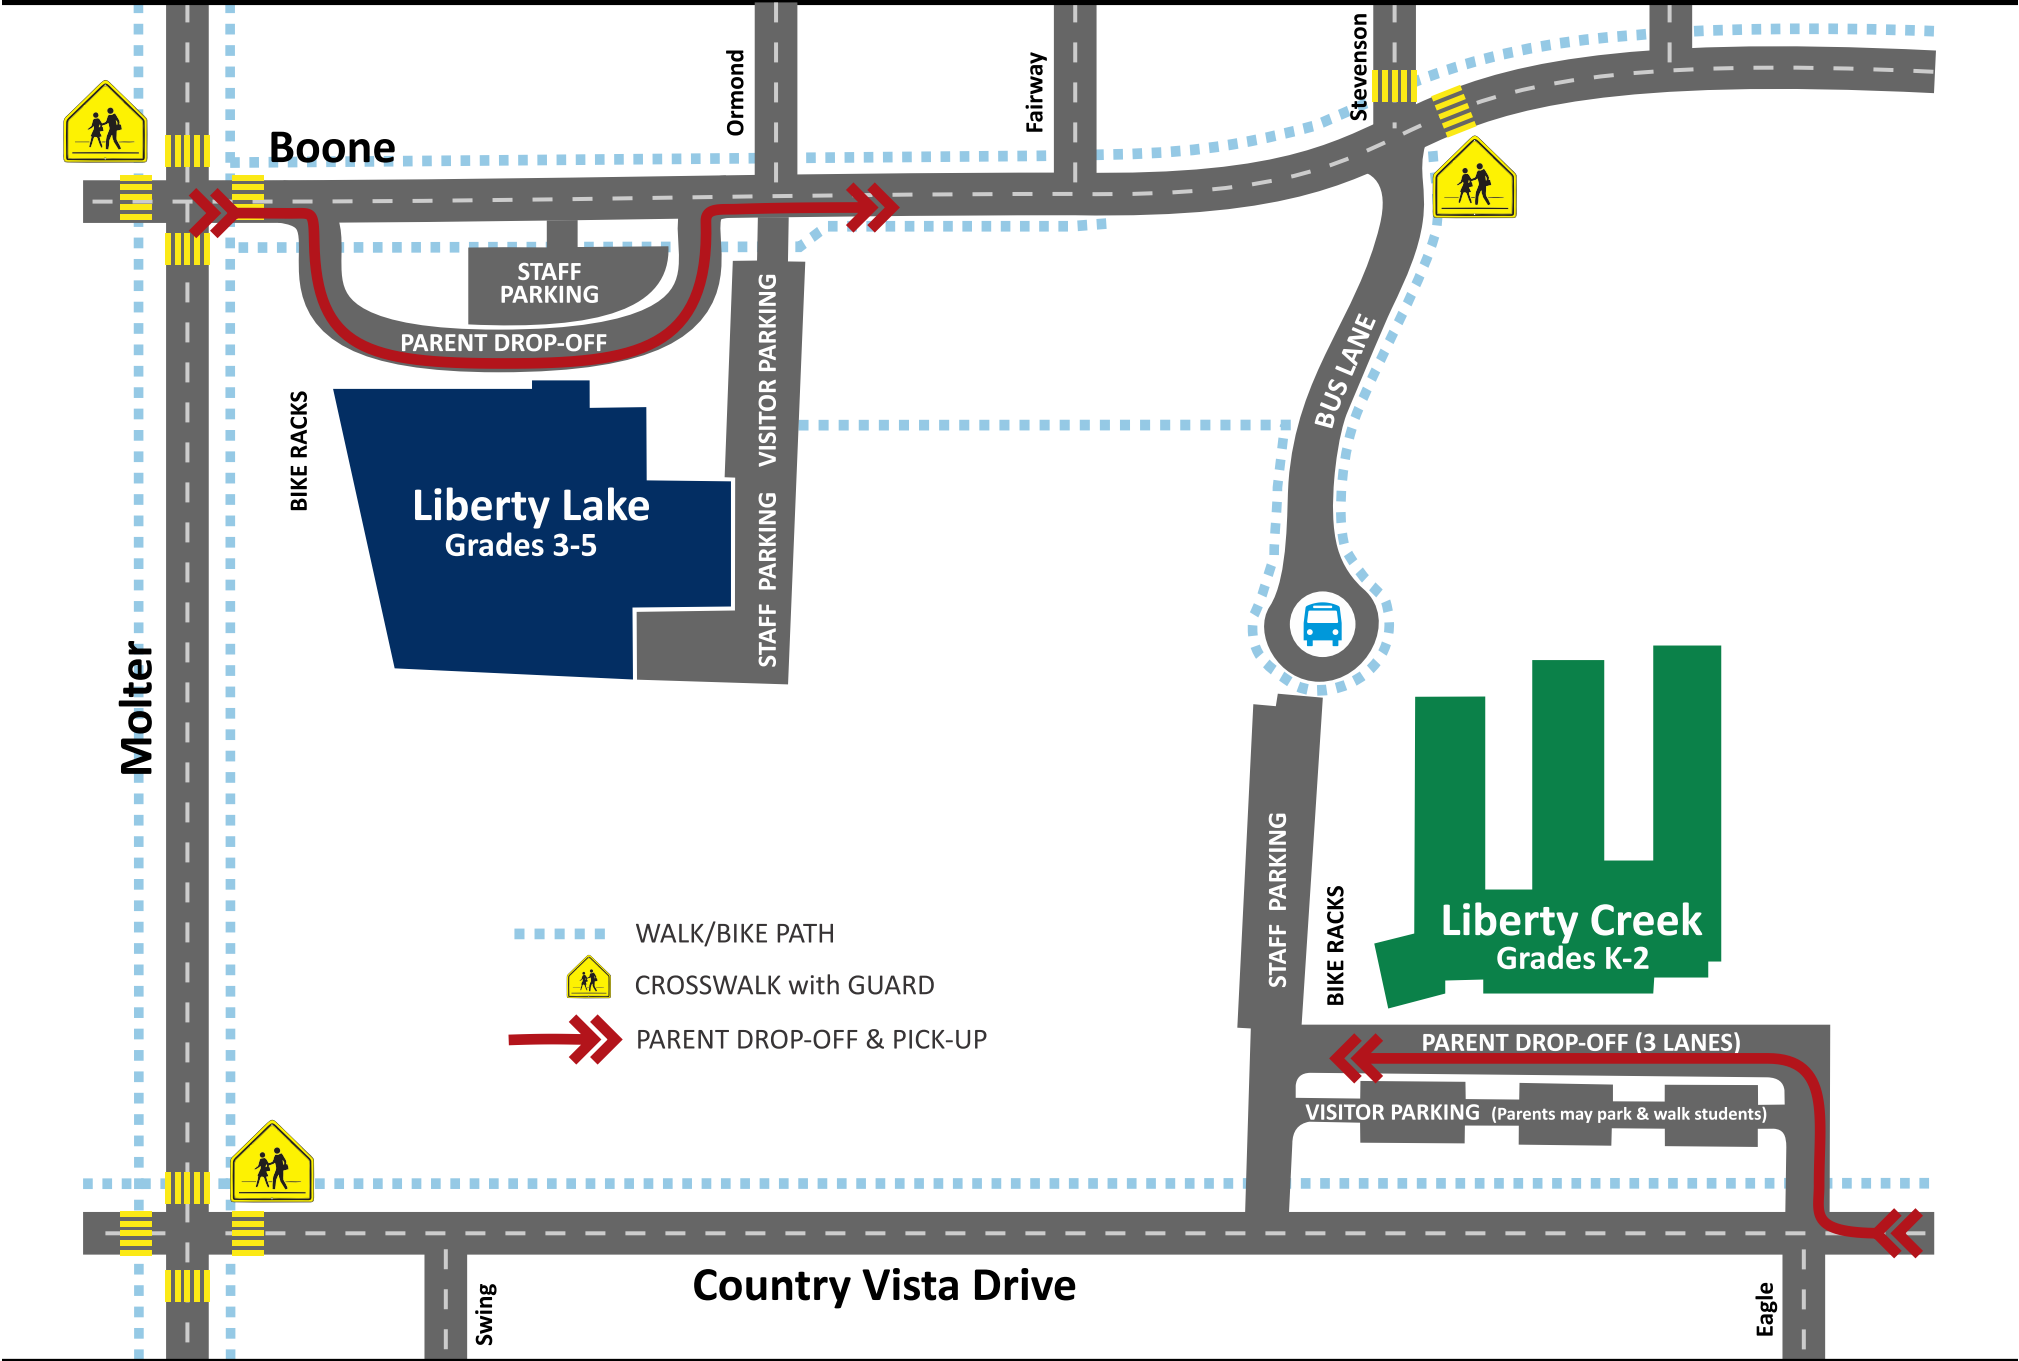 Ormond
Fairway
Stevenson
Boone
STAFF
PARKING
PARENT DROP-OFF
VISITOR PARKING
BUS LANE
BIKE RACKS
Liberty Lake
Grades 3-5
STAFF PARKING
Molter
STAFF PARKING
BIKE RACKS
Liberty Creek
Grades K-2
WALK/BIKE PATH
CROSSWALK with GUARD
PARENT DROP-OFF & PICK-UP
PARENT DROP-OFF (3 LANES)
VISITOR PARKING (Parents may park & walk students)
Country Vista Drive
Swing
Eagle